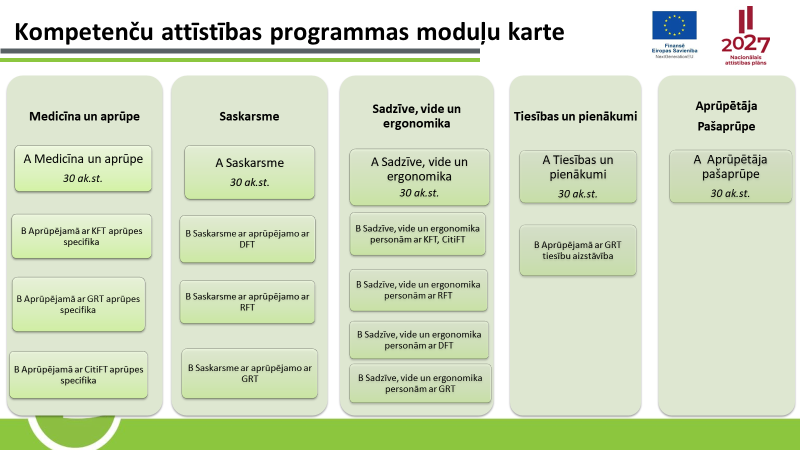 Kompetenču attīstības programmas moduļu karte
Finansē
Eiropas Savienība
NextGenerationEU
2027
Nacionālais
attīstības plāns
Medicīna un aprūpe
A Medicīna un aprūpe
30 ak.st.
B Aprūpējamā ar KFT aprūpes
specifika
B Aprūpējamā ar GRT aprūpes
specifika
B Aprūpējamā ar CitiFT aprūpes
specifika
Saskarsme
A Saskarsme
30 ak.st.
B Saskarsme ar aprūpējamo ar
DFT
B Saskarsme ar aprūpējamo ar
RFT
B Saskarsme ar aprūpējamo ar
GRT
Sadzīve, vide un
ergonomika
A Sadzīve, vide un
ergonomika
30 ak.st.
B Sadzīve, vide un ergonomika
personām ar KFT, CitiFT
B Sadzīve, vide un ergonomika
personām ar RFT
B Sadzīve, vide un ergonomika
personām ar DFT
B Sadzīve, vide un ergonomika
personām ar GRT
Tiesības un pienākumi
A Tiesības un
pienākumi
30 ak.st.
B Aprūpējamā ar GRT
tiesību aizstāvība
Aprūpētāja
Pašaprūpe
A Aprūpētāja
pašaprūpe
30 ak.st.